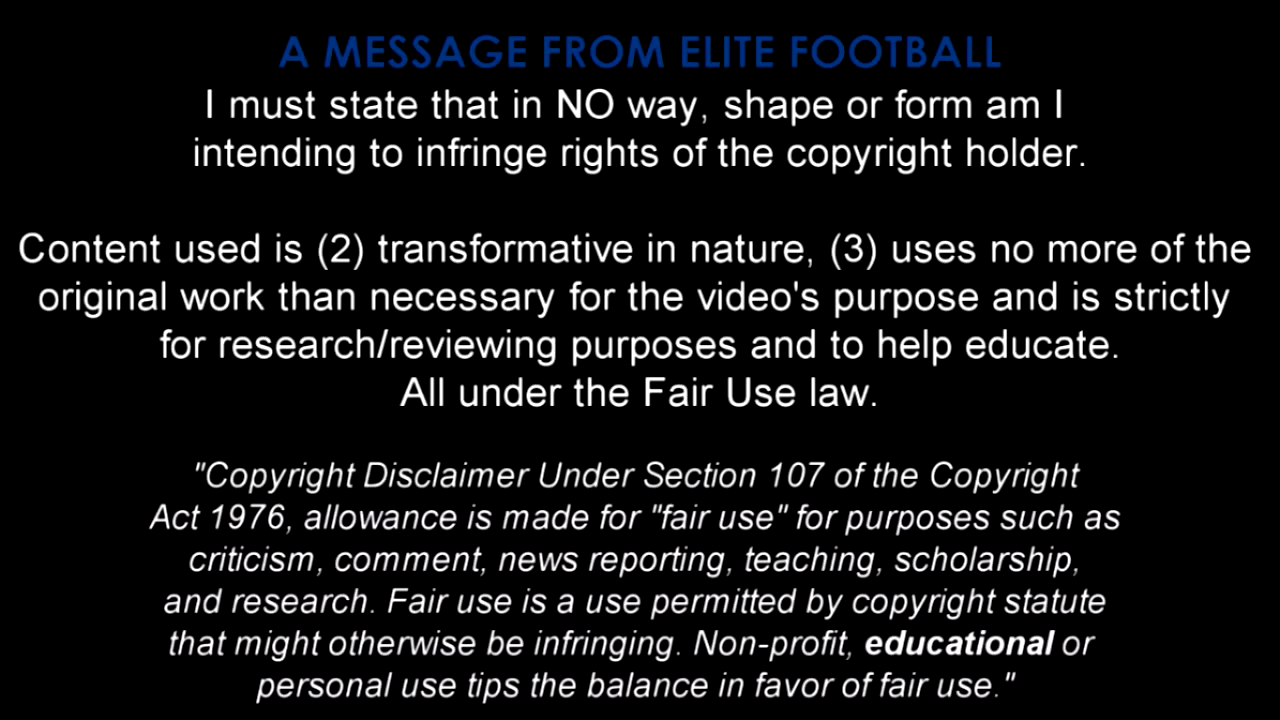 A MESSAGE FROM ELITE FOOTBALL
I must state that in NO way, shape or form am I
intending to infringe rights of the copyright holder.
Content used is (2) transformative in nature, (3) uses no more of the
original work than necessary for the video's purpose and is strictly
for research/reviewing purposes and to help educate.
All under the Fair Use law.
"Copyright Disclaimer Under Section 107 of the Copyright
Act 1976, allowance is made for "fair use" for purposes such as
criticism, comment, news reporting, teaching, scholarship,
and research. Fair use is a use permitted by copyright statute
that might otherwise be infringing. Non-profit, educational or
personal use tips the balance in favor of fair use."